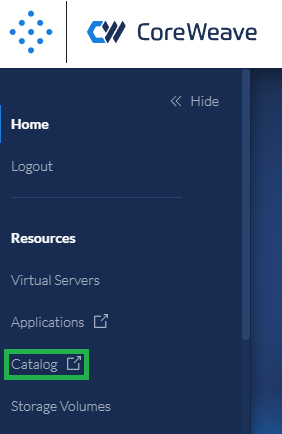 CoreWeave
Hide
Home
Logout
Resources
Virtual Servers
Applications
Catalog
Storage Volumes